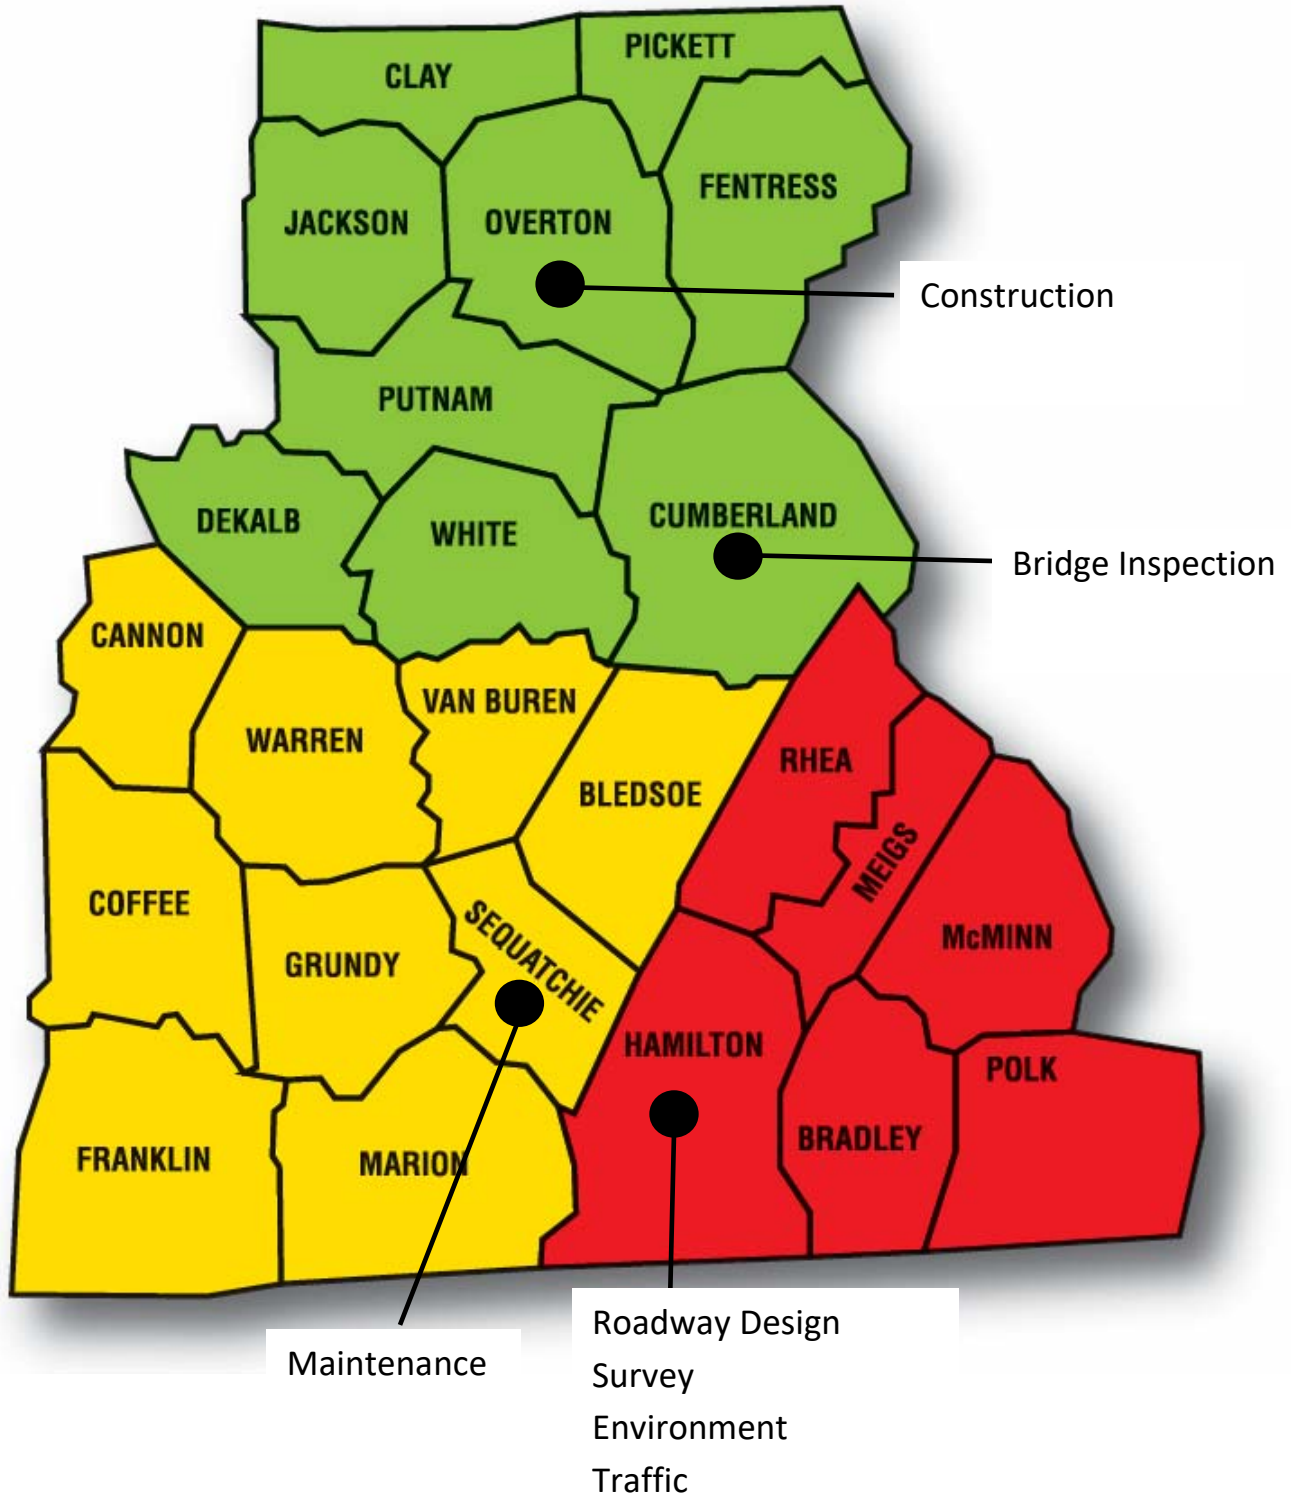 PICKETT
CLAY
FENTRESS
JACKSON
OVERTON
Construction
PUTNAM
CUMBERLAND
DEKALB
WHITE
Bridge Inspection
CANNON
VAN BUREN
WARREN
RHEA
BLEDSOE
MEIGS
COFFEE
SEQUATCHIE
McMINN
GRUNDY
HAMILTON
POLK
BRADLEY
FRANKLIN
MARION
Maintenance
Roadway Design
Survey
Environment
Traffic